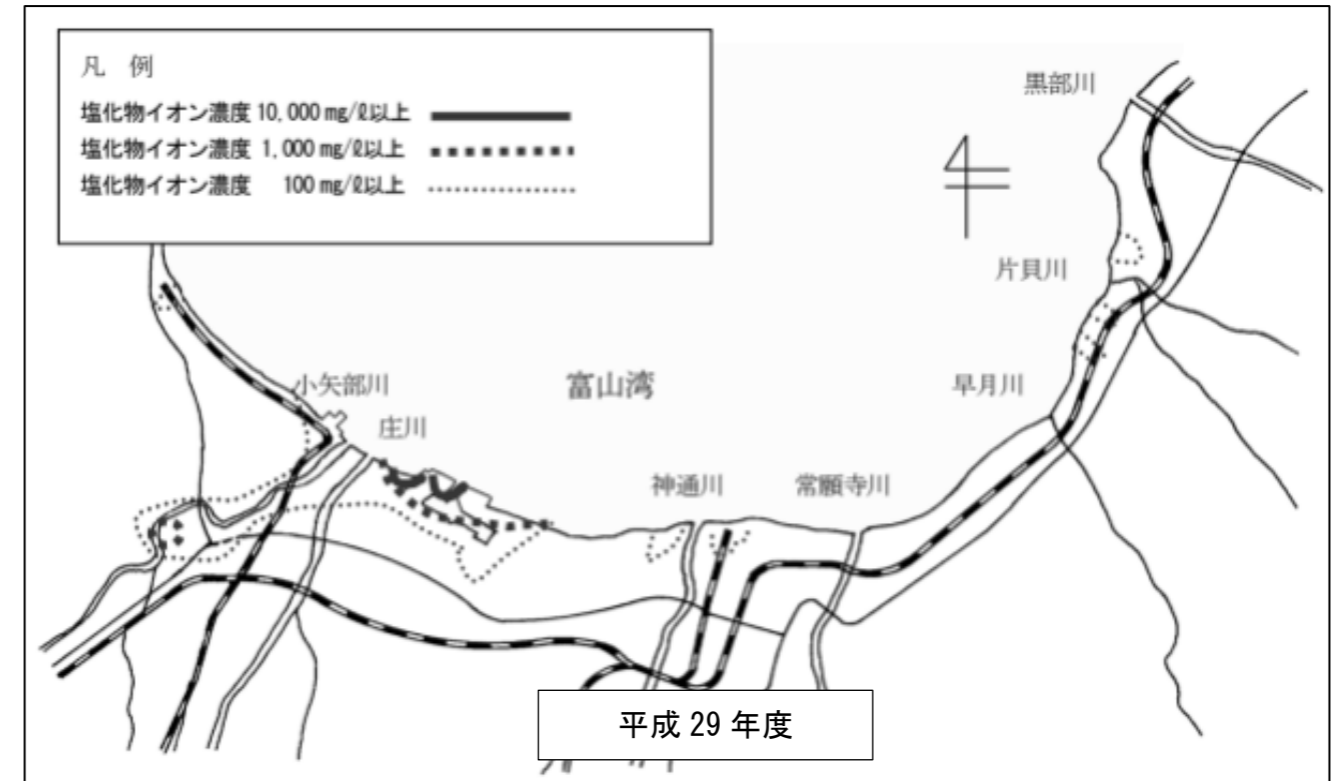 凡 例
塩化物イオン濃度 10,000 mg/ℓ以上
塩化物イオン濃度 1,000 mg/ℓ以上
塩化物イオン濃度 100 mg/ℓ以上
黒部川
片貝川
小矢部川
富山湾
早月川
庄川
神通川
常願寺川
平成 29 年度